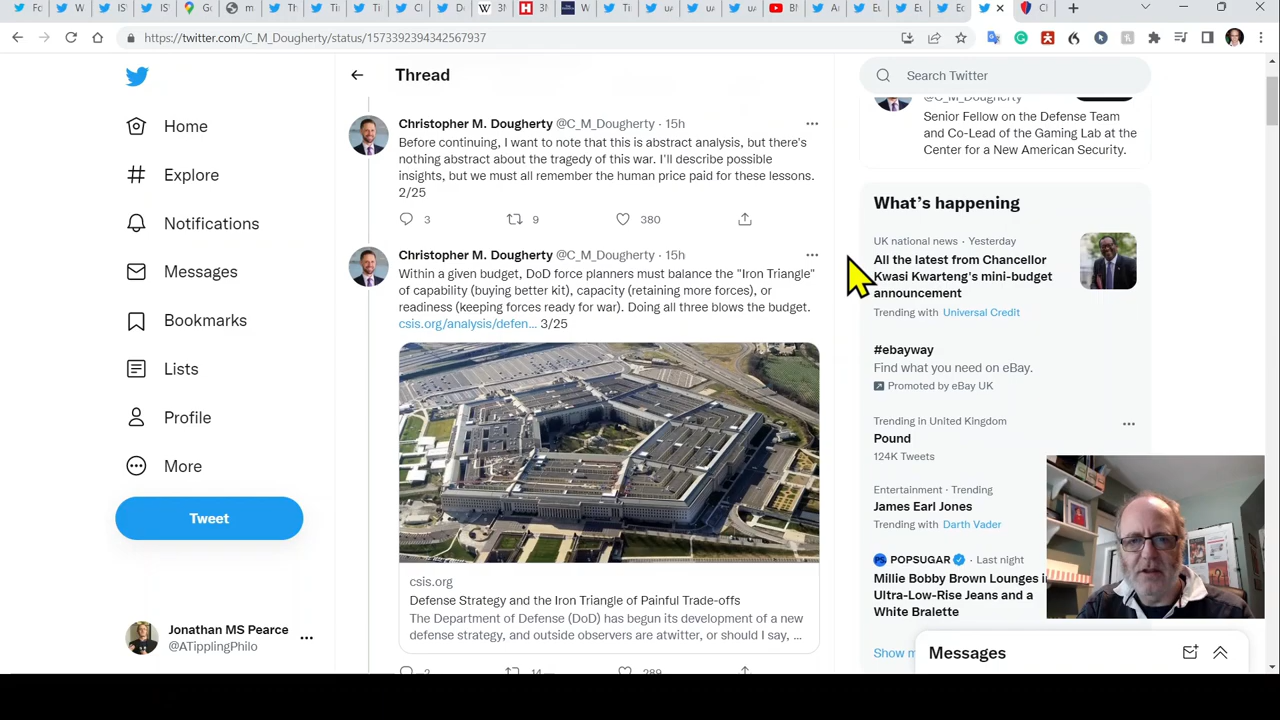 https://twitter.com/C_M_Dougherty/status/1573392394342567937
Home
Explore
Notifications
Messages
Bookmarks
Lists
Profile
More
Tweet
Jonathan MS Pearce
@ATipplingPhilo
Thread
Christopher M. Dougherty @C_M_Dougherty · 15h
Before continuing, I want to note that this is abstract analysis, but there's
nothing abstract about the tragedy of this war. I'll describe possible
insights, but we must all remember the human price paid for these lessons.
2/25
3 9 380
Christopher M. Dougherty @C_M_Dougherty · 15h
Within a given budget, DoD force planners must balance the "Iron Triangle"
of capability (buying better kit), capacity (retaining more forces), or
readiness (keeping forces ready for war). Doing all three blows the budget.
csis.org/analysis/defen... 3/25
csis.org
Defense Strategy and the Iron Triangle of Painful Trade-offs
The Department of Defense (DoD) has begun its development of a new
defense strategy, and outside observers are atwitter, or should I say, ...
2 14 289
Search Twitter
@C_M_Dougherty
Senior Fellow on the Defense Team
and Co-Lead of the Gaming Lab at the
Center for a New American Security.
What's happening
UK national news · Yesterday
All the latest from Chancellor
Kwasi Kwarteng's mini-budget
announcement
Trending with Universal Credit
#ebayway
Find what you need on eBay.
Promoted by eBay UK
Trending in United Kingdom
Pound
124K Tweets
Entertainment · Trending
James Earl Jones
Trending with Darth Vader
POPSUGAR · Last night
Millie Bobby Brown Lounges i
Ultra-Low-Rise Jeans and a
White Bralette
Show m
Messages